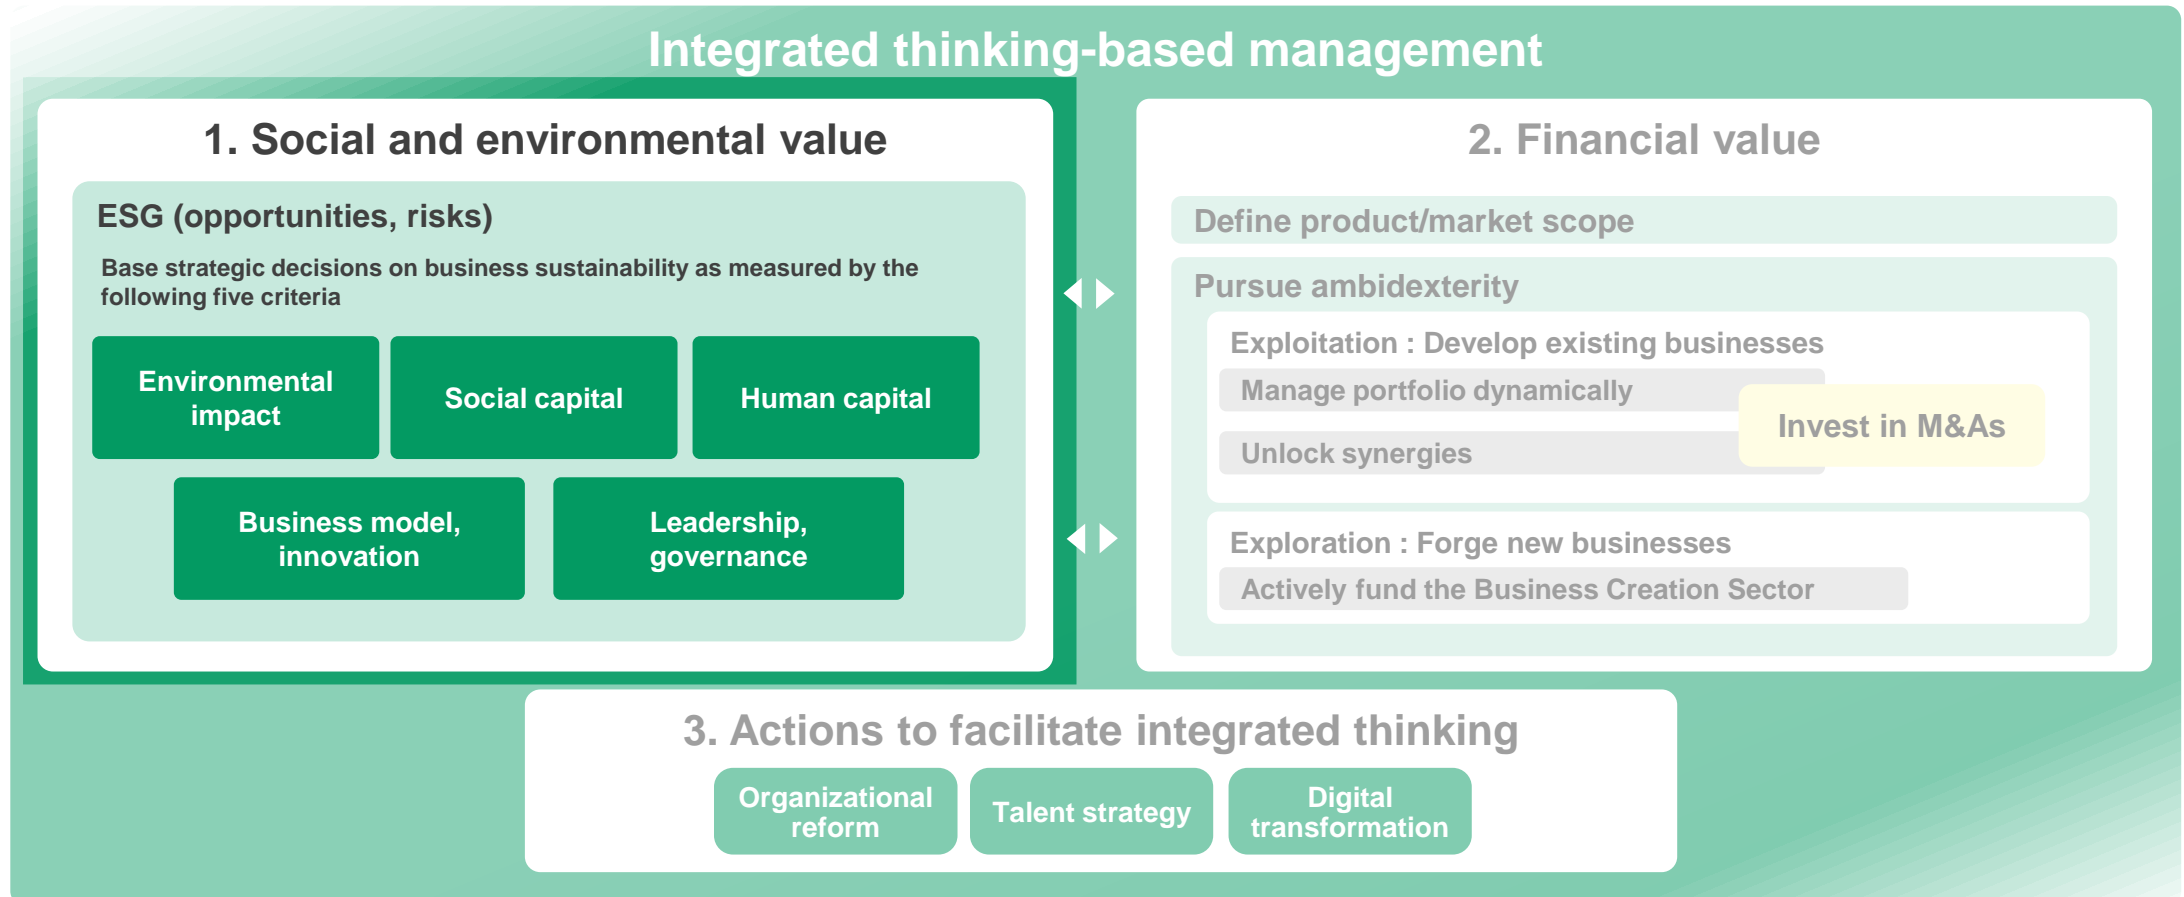 Integrated thinking-based management
1. Social and environmental value
ESG (opportunities, risks)
Base strategic decisions on business sustainability as measured by the
following five criteria
Environmental
impact
Social capital
Human capital
Business model,
innovation
Leadership,
governance
2. Financial value
Define product/market scope
Pursue ambidexterity
Exploitation : Develop existing businesses
Manage portfolio dynamically
Unlock synergies
Invest in M&As
Exploration : Forge new businesses
Actively fund the Business Creation Sector
3. Actions to facilitate integrated thinking
Organizational
reform
Talent strategy
Digital
transformation